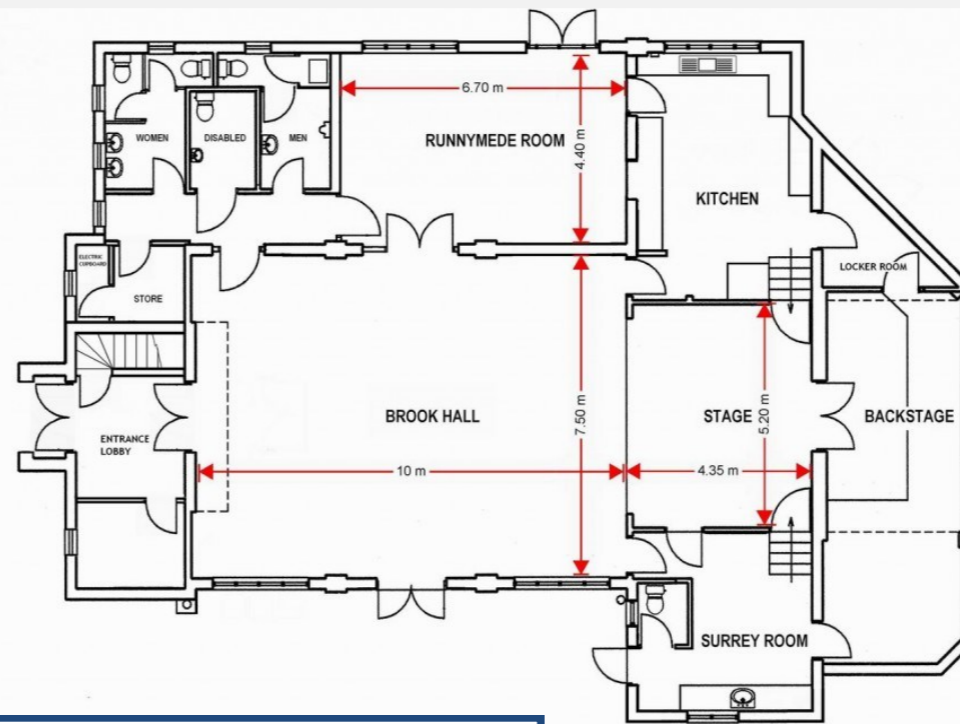 6.70 m
RUNNYMEDE ROOM
4.40 m
WOMEN
DISABLED
MEN
KITCHEN
ELECTRIC
CUPBOARD
STORE
LOCKER ROOM
BROOK HALL
7.50 m
STAGE
5.20 m
BACKSTAGE
ENTRANCE
LOBBY
10 m
4.35 m
SURREY ROOM